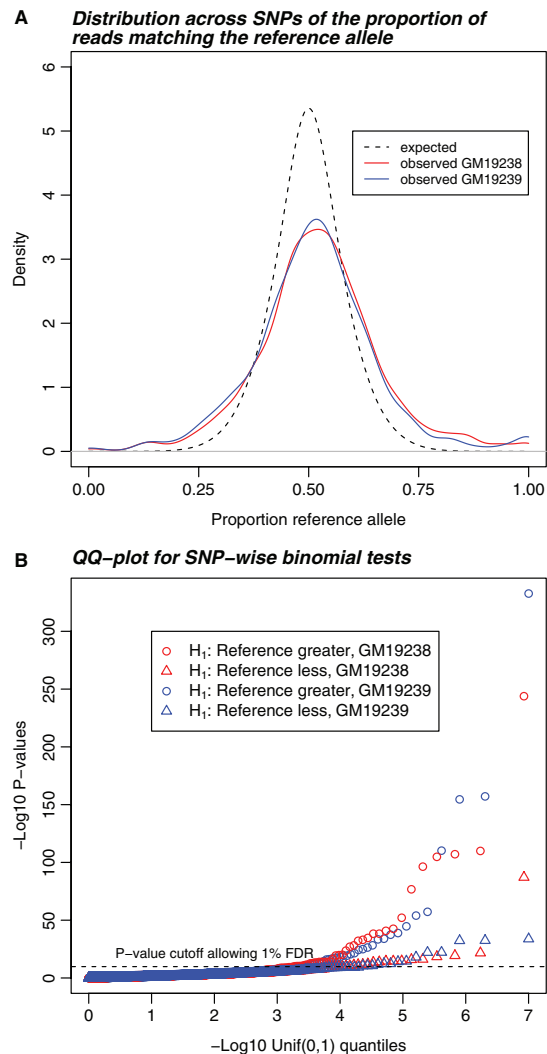 A
Distribution across SNPs of the proportion of
reads matching the reference allele
6
5
4
3
2
1
0
Density
expected
observed GM19238
observed GM19239
0.00 0.25 0.50 0.75 1.00
Proportion reference allele
B
QQ−plot for SNP−wise binomial tests
300
250
200
150
100
50
0
−Log10 P−values
H1: Reference greater, GM19238
H1: Reference less, GM19238
H1: Reference greater, GM19239
H1: Reference less, GM19239
P−value cutoff allowing 1% FDR
0 1 2 3 4 5 6 7
−Log10 Unif(0,1) quantiles